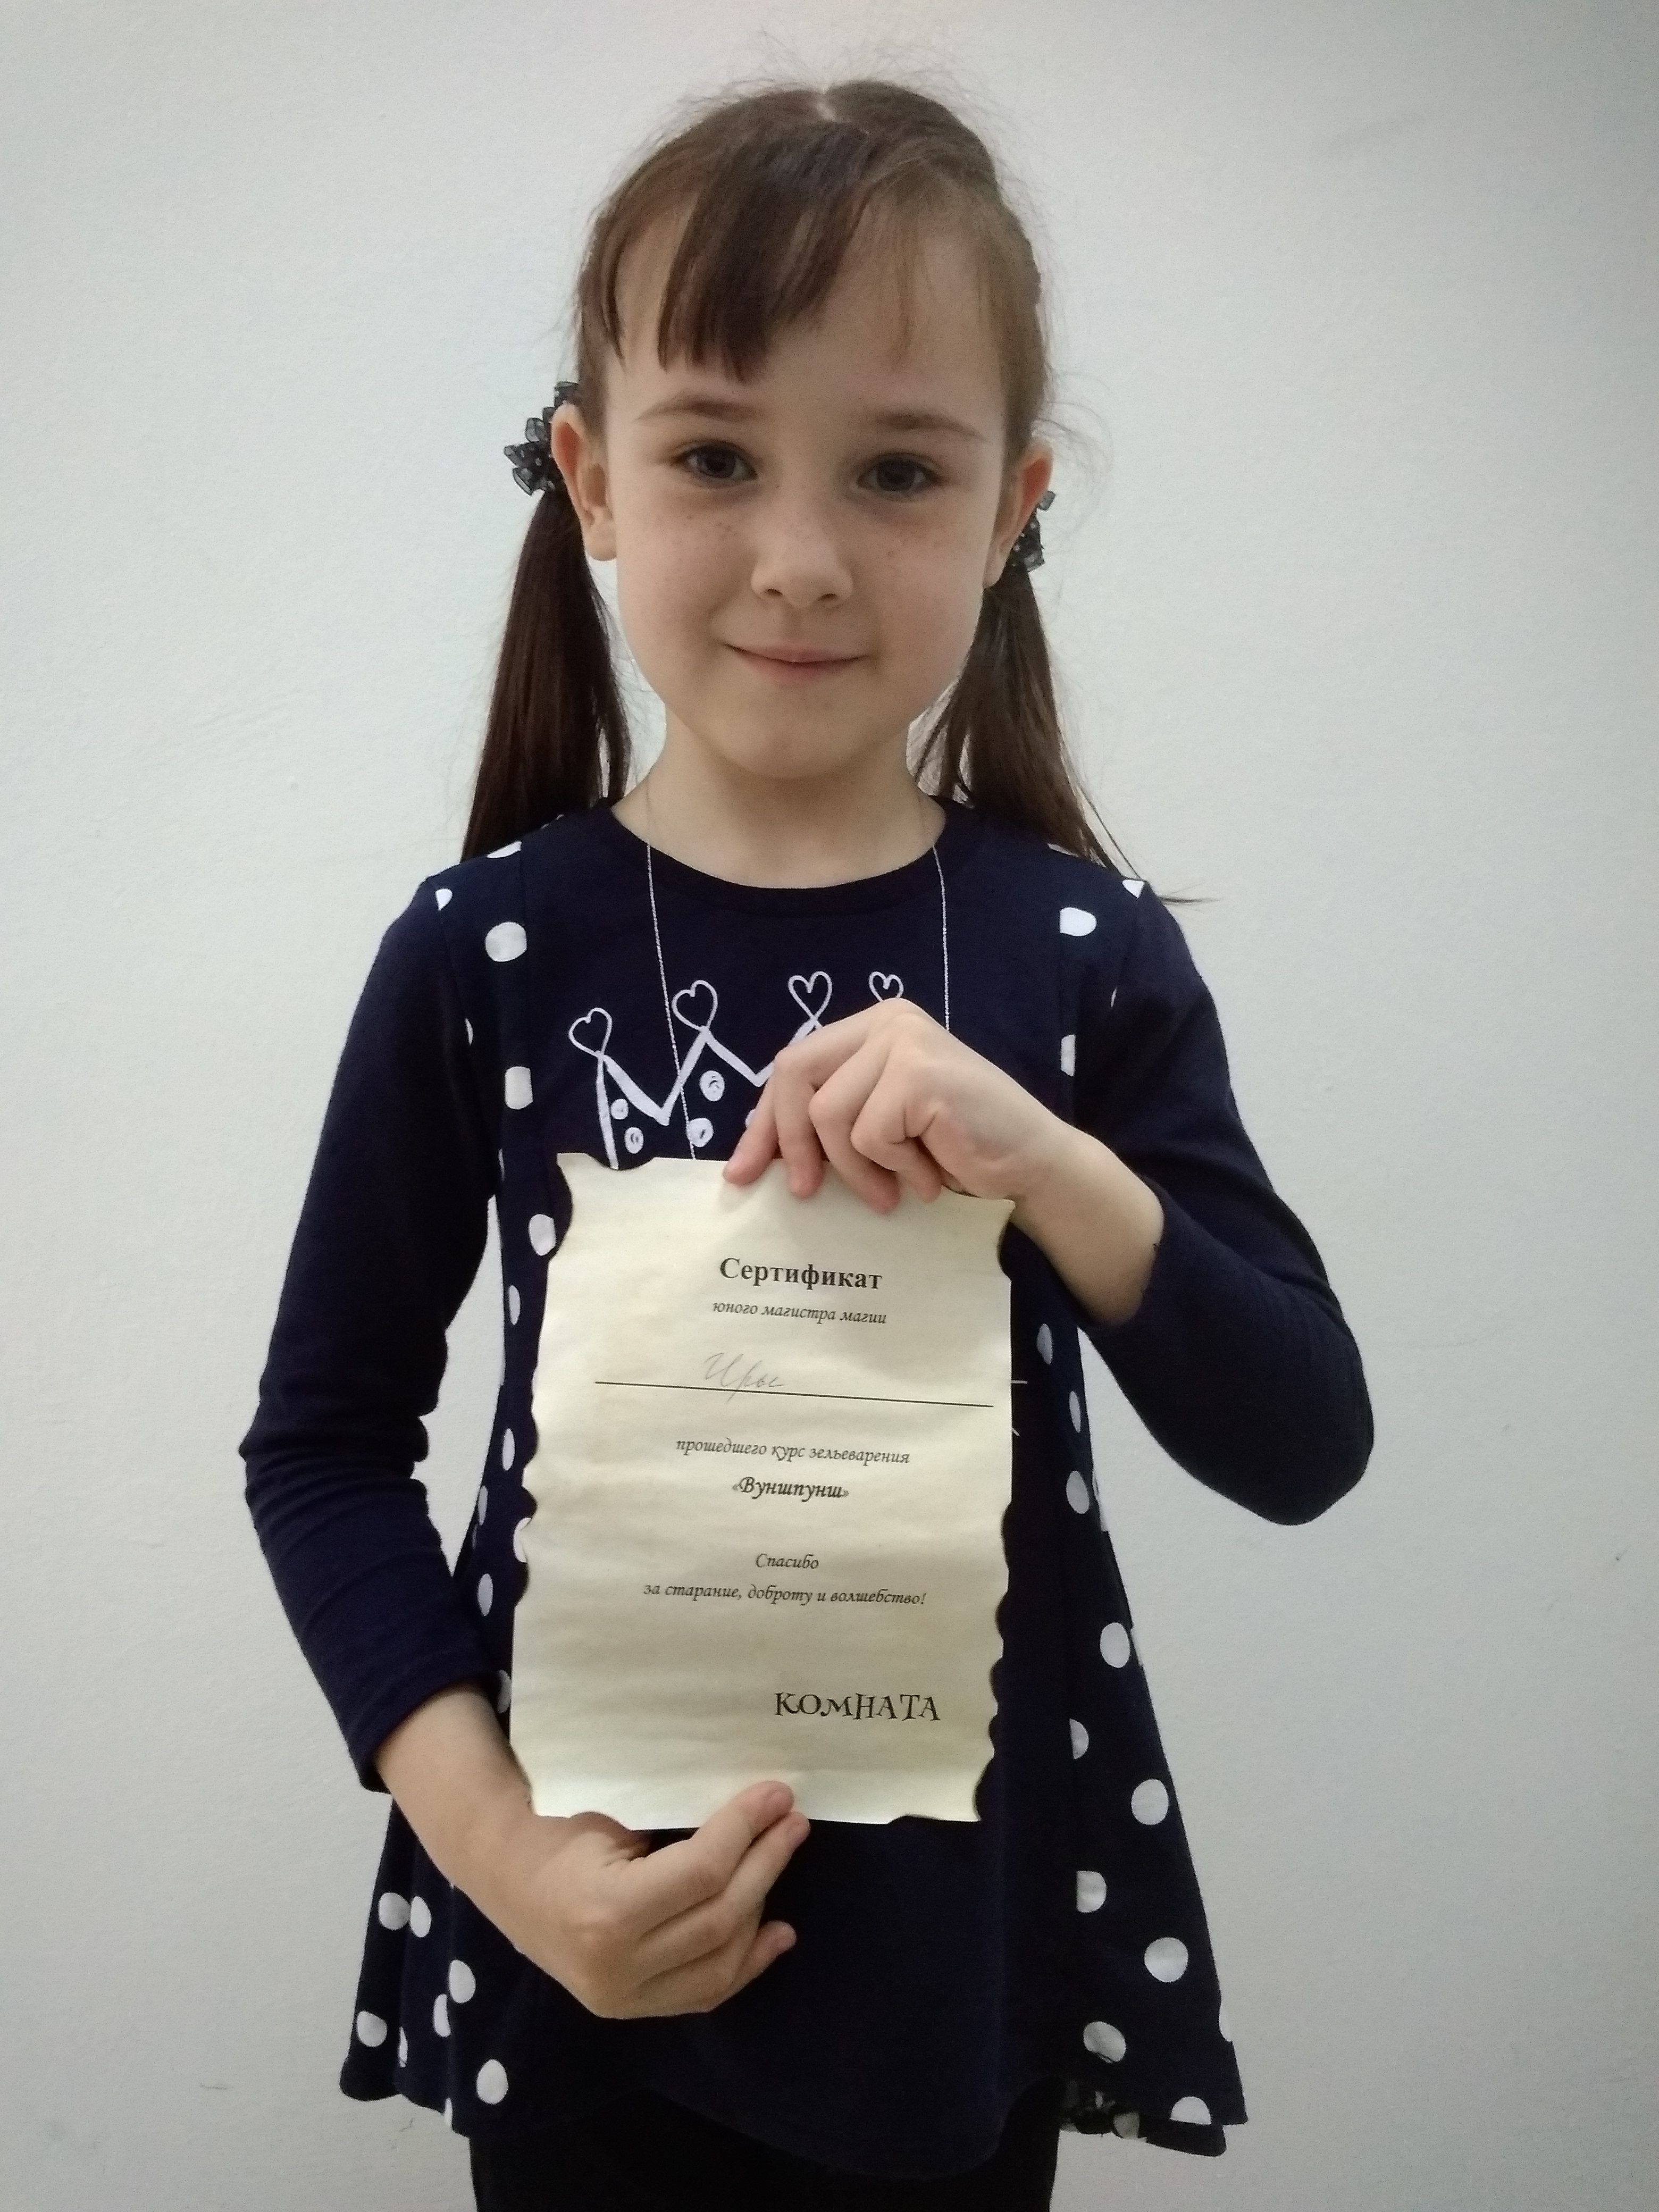 Сертификат
юного магистра магии
Иры
прошедшего курс зельеварения
«Вуншпунш»
Спасибо
за старание, доброту и волшебство!
КОМНАТА